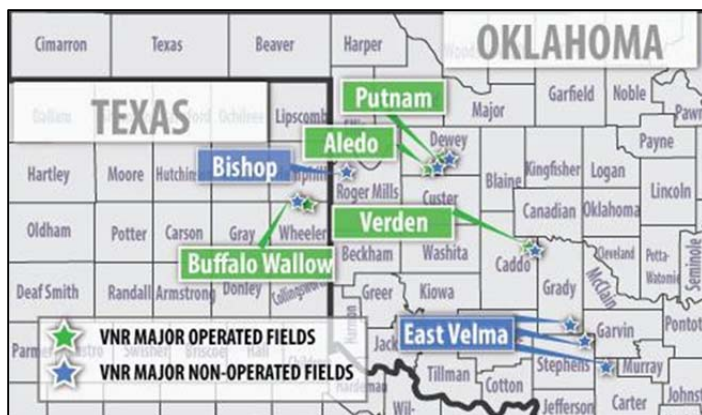 Cimarron
Texas
Beaver
Harper
OKLAHOMA
Garfield
Noble
Major
TEXAS
Lipscomb
Putnam
Dewey
Aledo
Payne
Hartley
Moore
Bishop
Roger Mills
Custer
Blaine
Kingfisher
Logan
Lincoln
Oldham
Potter
Carson
Gray
Wheeler
Verden
Canadian
Oklahoma
Buffalo Wallow
Beckham
Washita
Caddo
Cleveland
Seminole
McClain
Deaf Smith
Randall
Armstrong
Donley
Greer
Kiowa
Grady
East Velma
Garvin
VNR MAJOR OPERATED FIELDS
Stephens
Murray
VNR MAJOR NON-OPERATED FIELDS
Tillman
Cotton
Jefferson
Carter